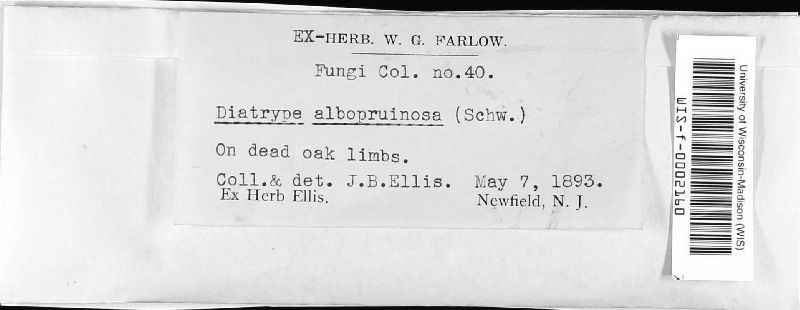 EX-HERB. W. G. FARLOW.
Fungi Col. no.40.
Diatrype albopruinosa (Schw.)
On dead oak limbs.
Coll.& det. J.B.Ellis. May 7, 1893.
Ex Herb Ellis. Newfield, N. J.
University of Wisconsin-Madison (WIS)
WIS-f-0002160